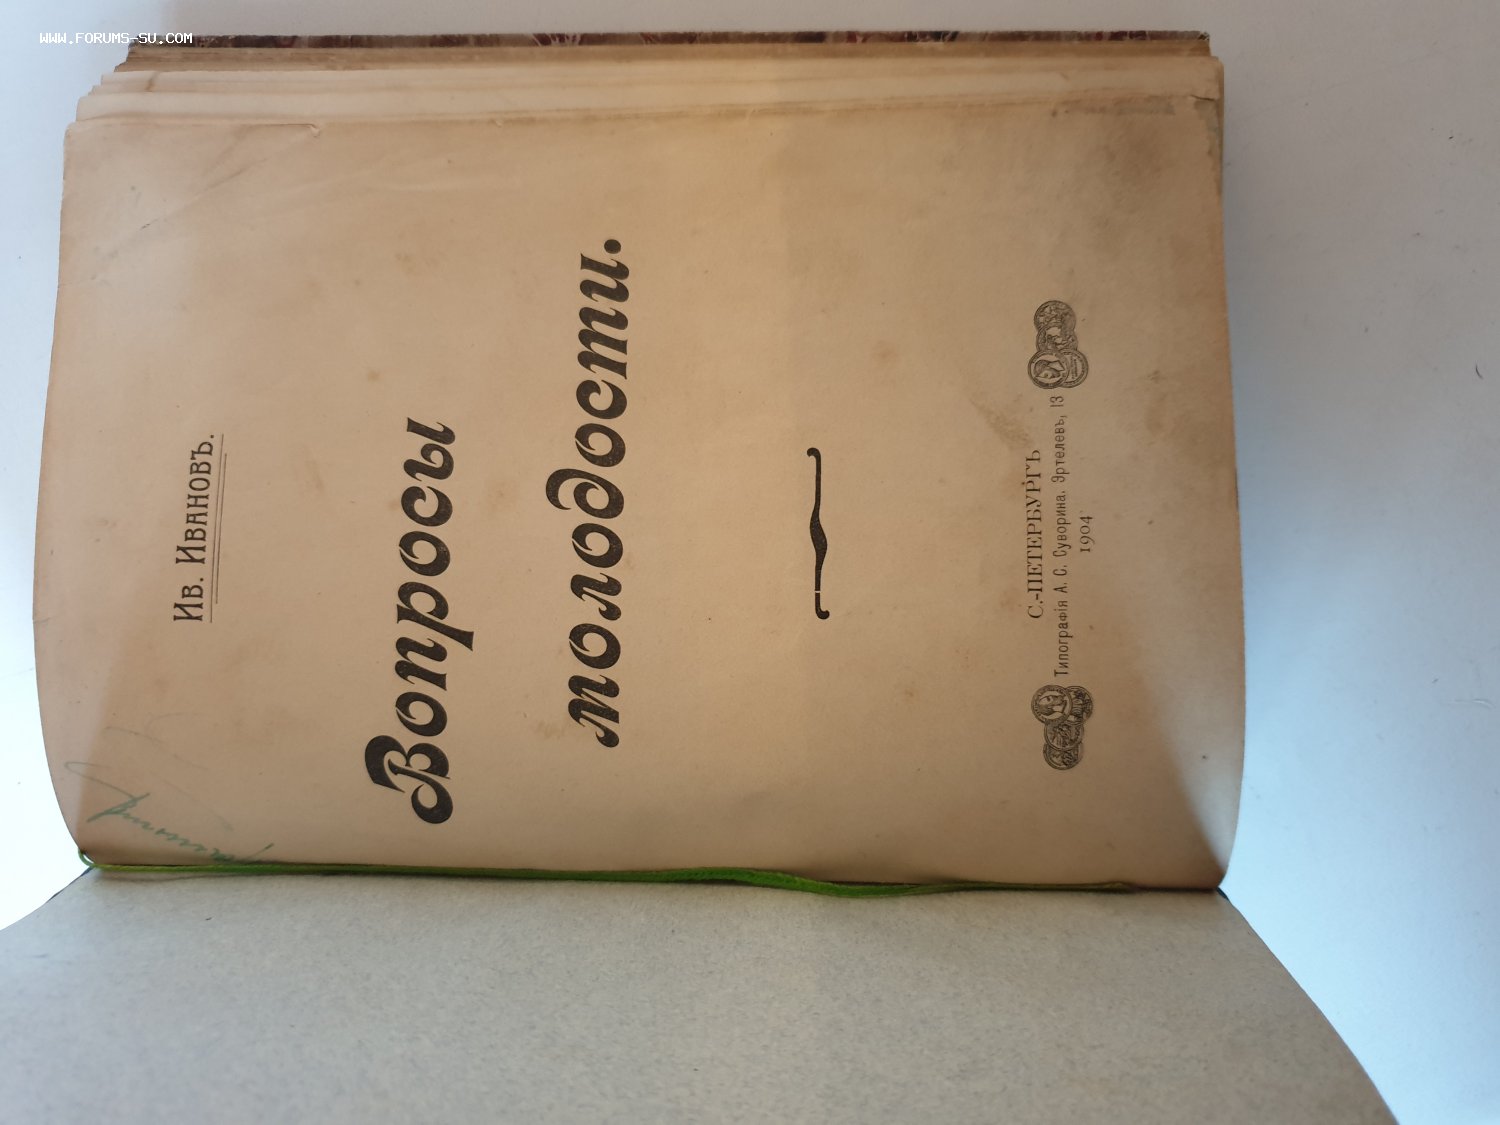 WWW.FORUMS-SU.COM
Ив. Ивановъ.
Вопросы
молодости.
С.-ПЕТЕРБУРГЪ
Типографія А. С. Суворина. Эртелевъ, 13
1904